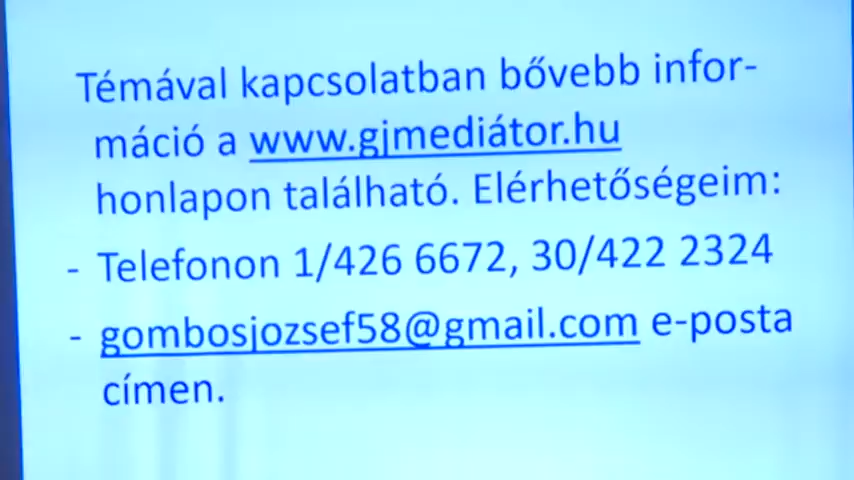 Témával kapcsolatban bővebb infor-
máció a www.gjmediátor.hu
honlapon található. Elérhetőségeim:
- Telefonon 1/426 6672, 30/422 2324
- gombosjozsef58@gmail.com e-posta
címen.